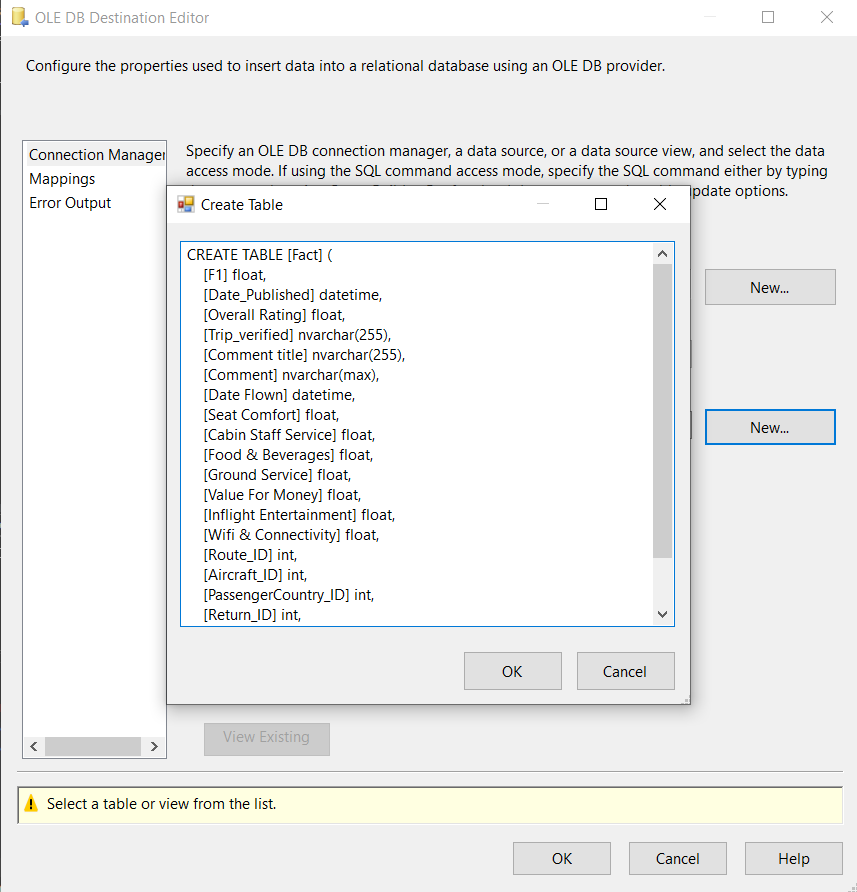 OLE DB Destination Editor
Configure the properties used to insert data into a relational database using an OLE DB provider.
Connection Manager
Mappings
Error Output
Specify an OLE DB connection manager, a data source, or a data source view, and select the data
access mode. If using the SQL command access mode, specify the SQL command either by typing
update options.
Create Table
CREATE TABLE [Fact] (
[F1] float,
[Date_Published] datetime,
[Overall Rating] float,
[Trip_verified] nvarchar(255),
[Comment title] nvarchar(255),
[Comment] nvarchar(max),
[Date Flown] datetime,
[Seat Comfort] float,
[Cabin Staff Service] float,
[Food & Beverages] float,
[Ground Service] float,
[Value For Money] float,
[Inflight Entertainment] float,
[Wifi & Connectivity] float,
[Route_ID] int,
[Aircraft_ID] int,
[PassengerCountry_ID] int,
[Return_ID] int,
OK
Cancel
New...
New...
View Existing
Select a table or view from the list.
OK
Cancel
Help